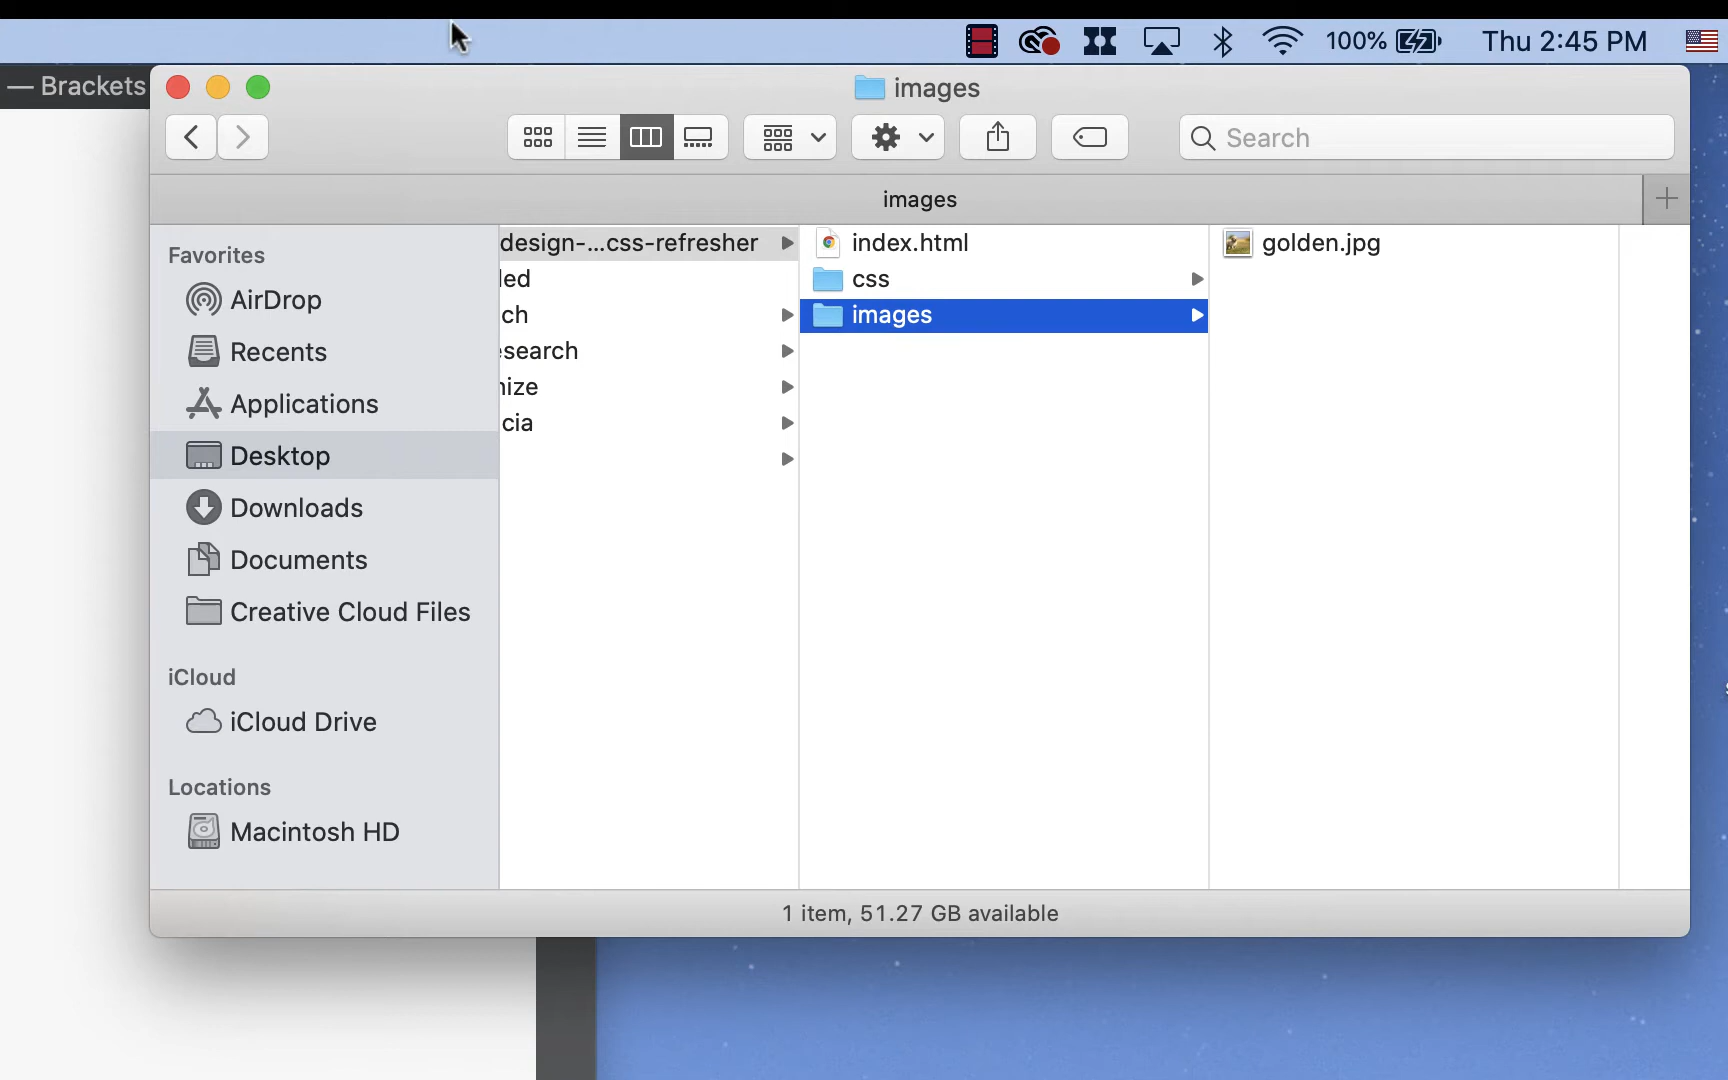 100%
Thu 2:45 PM
— Brackets
images
Search
images
Favorites
AirDrop
Recents
Applications
Desktop
Downloads
Documents
Creative Cloud Files
iCloud
iCloud Drive
Locations
Macintosh HD
design-...css-refresher
led
ch
search
ize
cia
index.html
css
images
golden.jpg
1 item, 51.27 GB available